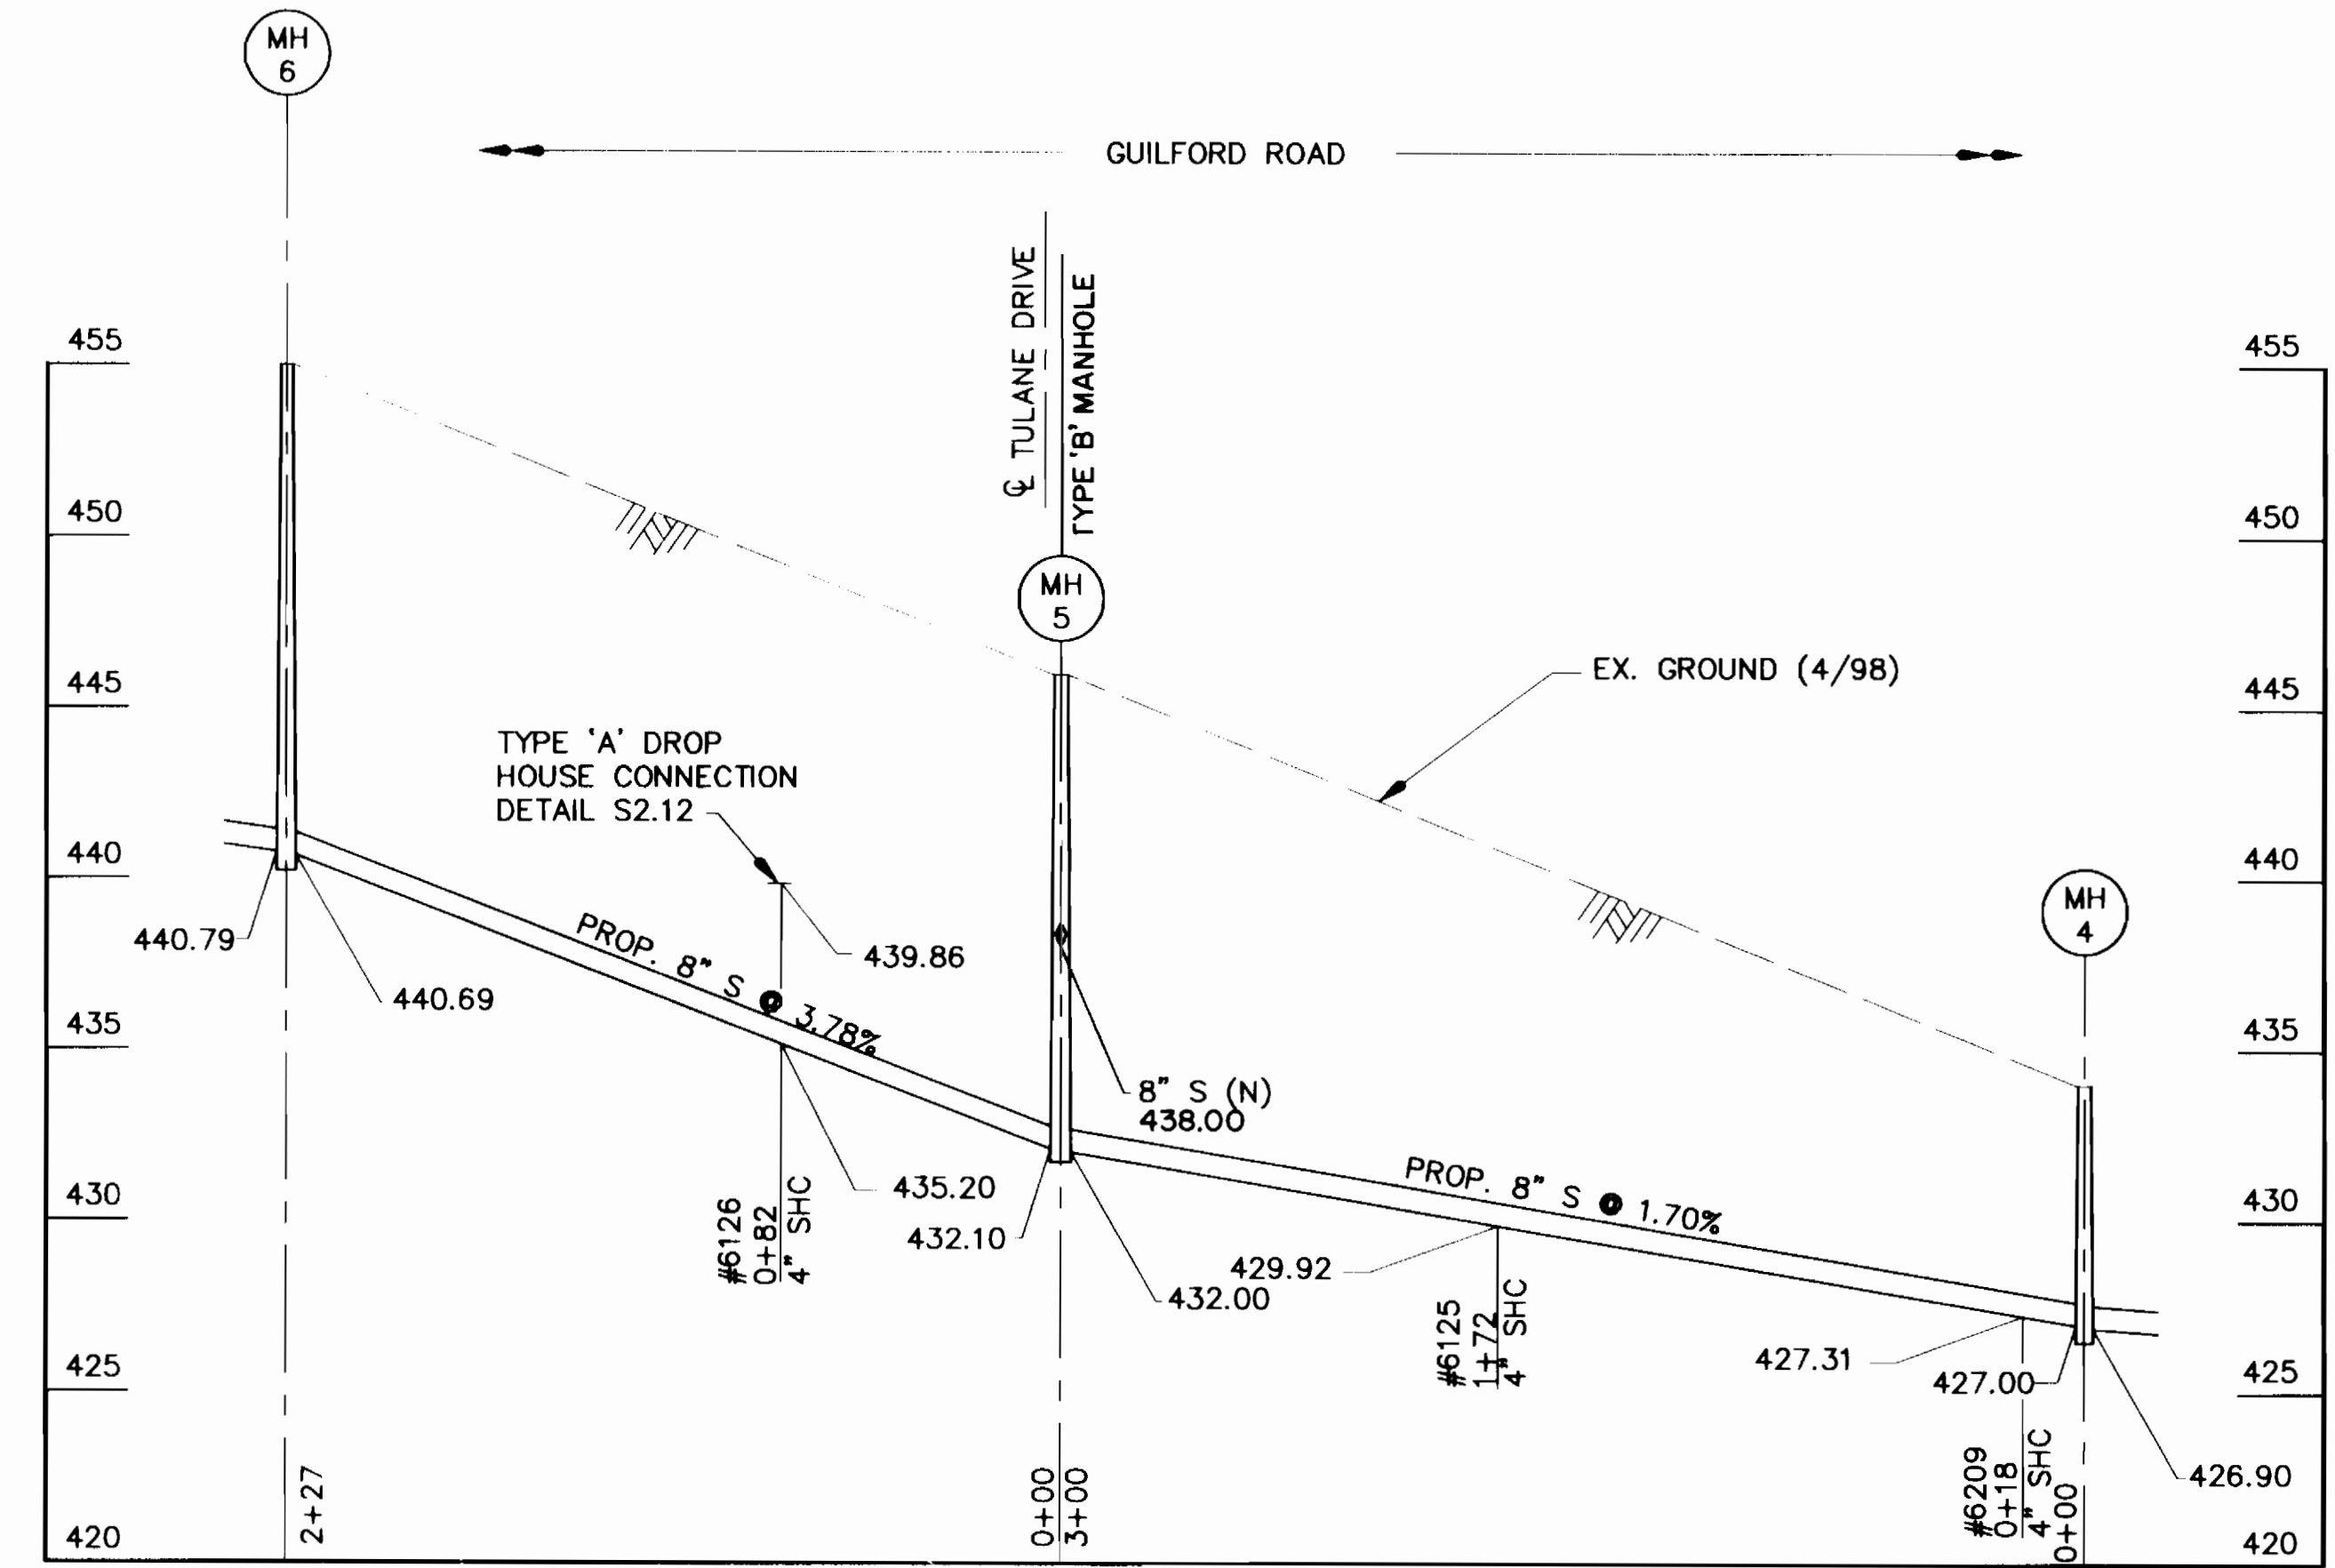 MH
6
GUILFORD ROAD
℄ TULANE DRIVE
TYPE 'B' MANHOLE
455
455
450
450
MH
5
445
445
EX. GROUND (4/98)
TYPE 'A' DROP
HOUSE CONNECTION
DETAIL S2.12
440
440
MH
4
440.79
440.69
PROP. 8" S @ 3.78%
439.86
435
435
8" S (N)
438.00
435.20
432.10
432.00
#6126
0+82
4" SHC
430
430
PROP. 8" S @ 1.70%
429.92
#6125
1+72
4" SHC
427.31
427.00
425
425
426.90
#6209
0+18
4" SHC
0+00
2+27
0+00
3+00
420
420